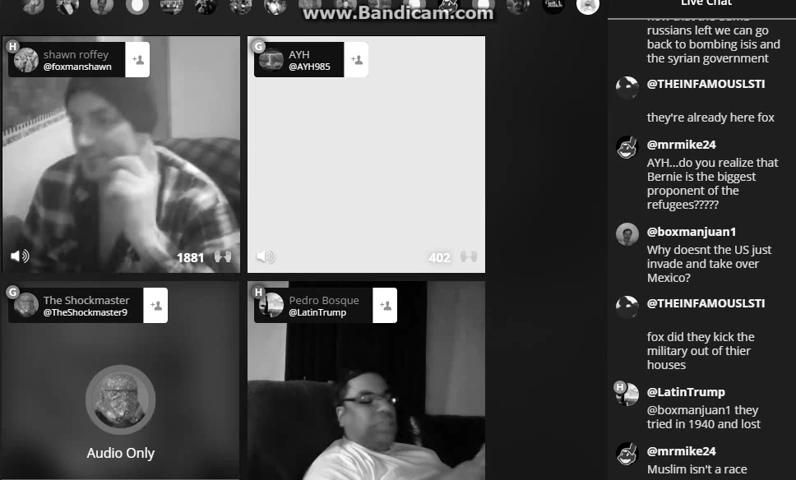 www.Bandicam.com
Live Chat
H
shawn roffey
@foxmanshawn
1881
G
AYH
@AYH985
402
G
The Shockmaster
@TheShockmaster9
Audio Only
H
Pedro Bosque
@LatinTrump
russians left we can go
back to bombing isis and
the syrian government
@THEINFAMOUSLSTI
they're already here fox
@mrmike24
AYH...do you realize that
Bernie is the biggest
proponent of the
refugees?????
@boxmanjuan1
Why doesnt the US just
invade and take over
Mexico?
@THEINFAMOUSLSTI
fox did they kick the
military out of thier
houses
H
@LatinTrump
@boxmanjuan1 they
tried in 1940 and lost
@mrmike24
Muslim isn't a race